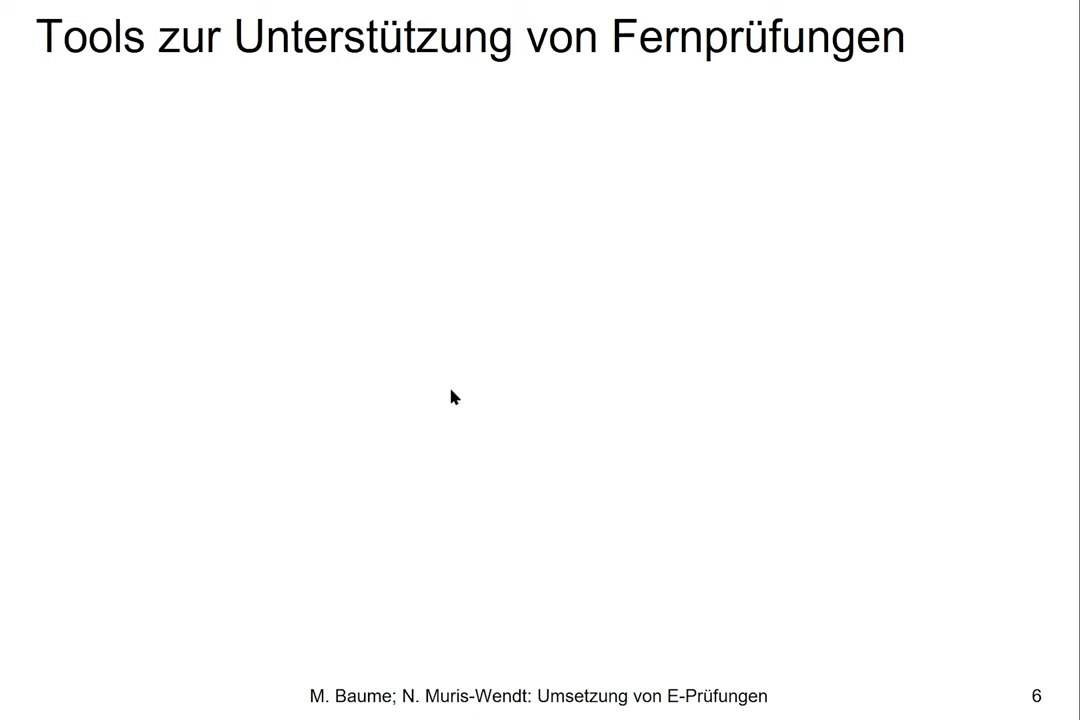 Tools zur Unterstützung von Fernprüfungen
M. Baume; N. Muris-Wendt: Umsetzung von E-Prüfungen
6